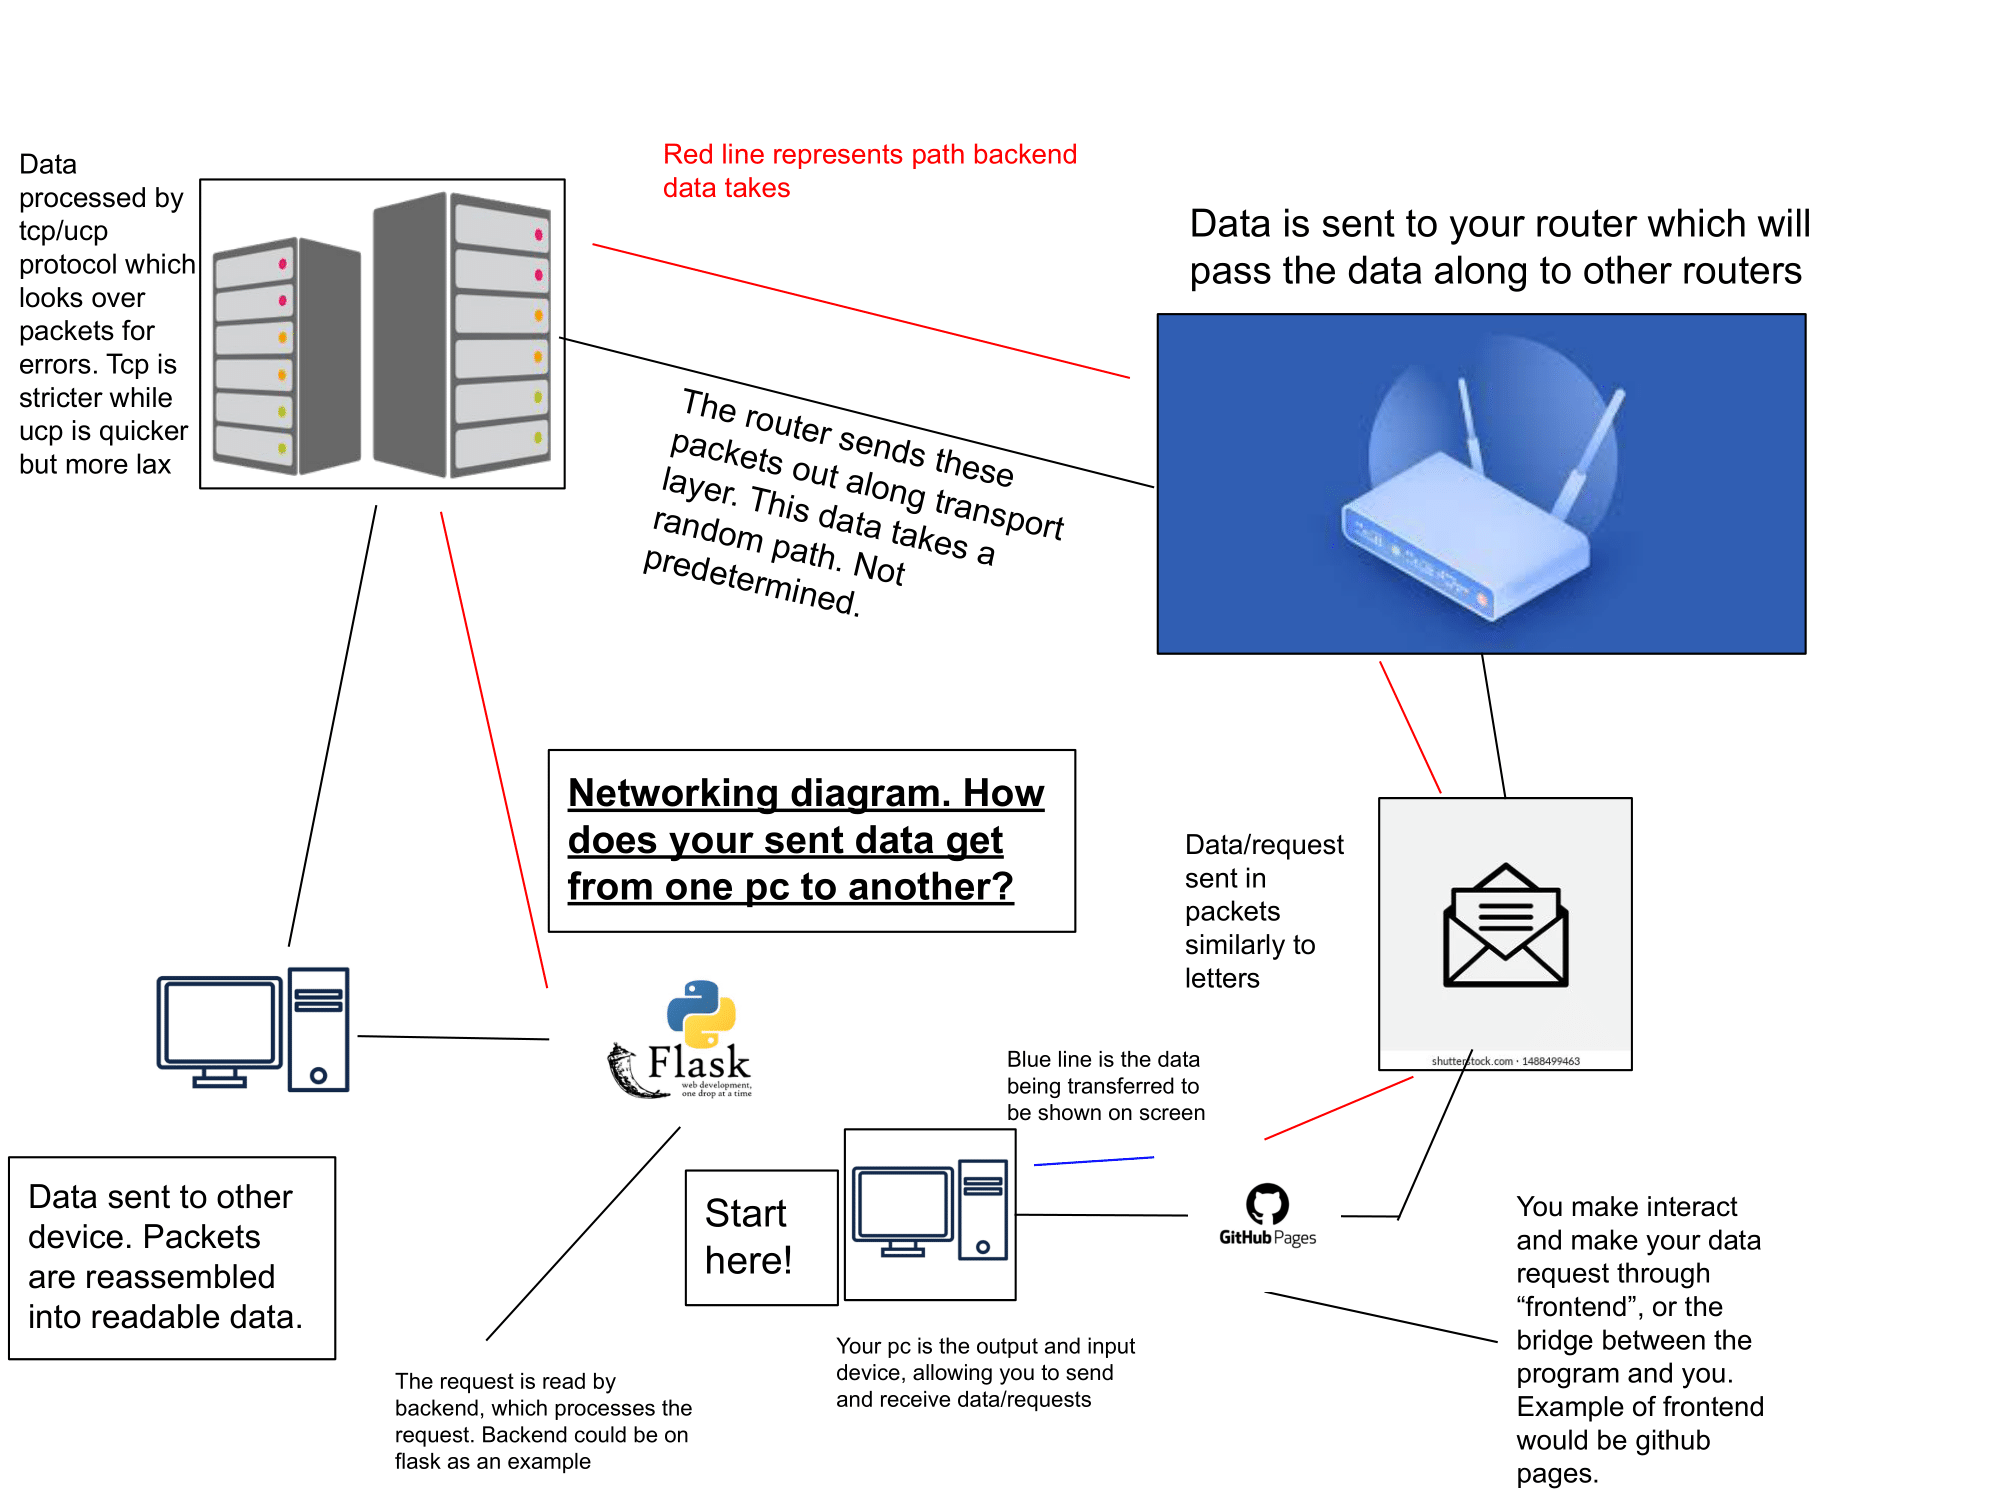 Red line represents path backend
data takes
Data
processed by
tcp/ucp
protocol which
looks over
packets for
errors. Tcp is
stricter while
ucp is quicker
but more lax
Data is sent to your router which will
pass the data along to other routers
The router sends these
packets out along transport
layer. This data takes a
random path. Not
predetermined.
Networking diagram. How
does your sent data get
from one pc to another?
Data/request
sent in
packets
similarly to
letters
shutterstock.com · 1488499463
Flask
web development,
one drop at a time
Blue line is the data
being transferred to
be shown on screen
Start
here!
GitHub Pages
Data sent to other
device. Packets
are reassembled
into readable data.
You make interact
and make your data
request through
“frontend”, or the
bridge between the
program and you.
Example of frontend
would be github
pages.
Your pc is the output and input
device, allowing you to send
and receive data/requests
The request is read by
backend, which processes the
request. Backend could be on
flask as an example